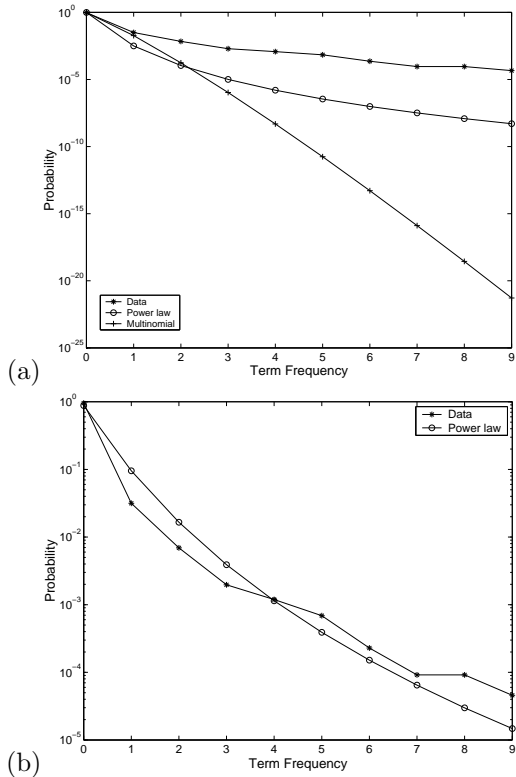 10^0
10^-5
10^-10
10^-15
10^-20
10^-25
Probability
Data
Power law
Multinomial
0 1 2 3 4 5 6 7 8 9
Term Frequency
(a)
10^0
10^-1
10^-2
10^-3
10^-4
10^-5
Probability
Data
Power law
0 1 2 3 4 5 6 7 8 9
Term Frequency
(b)